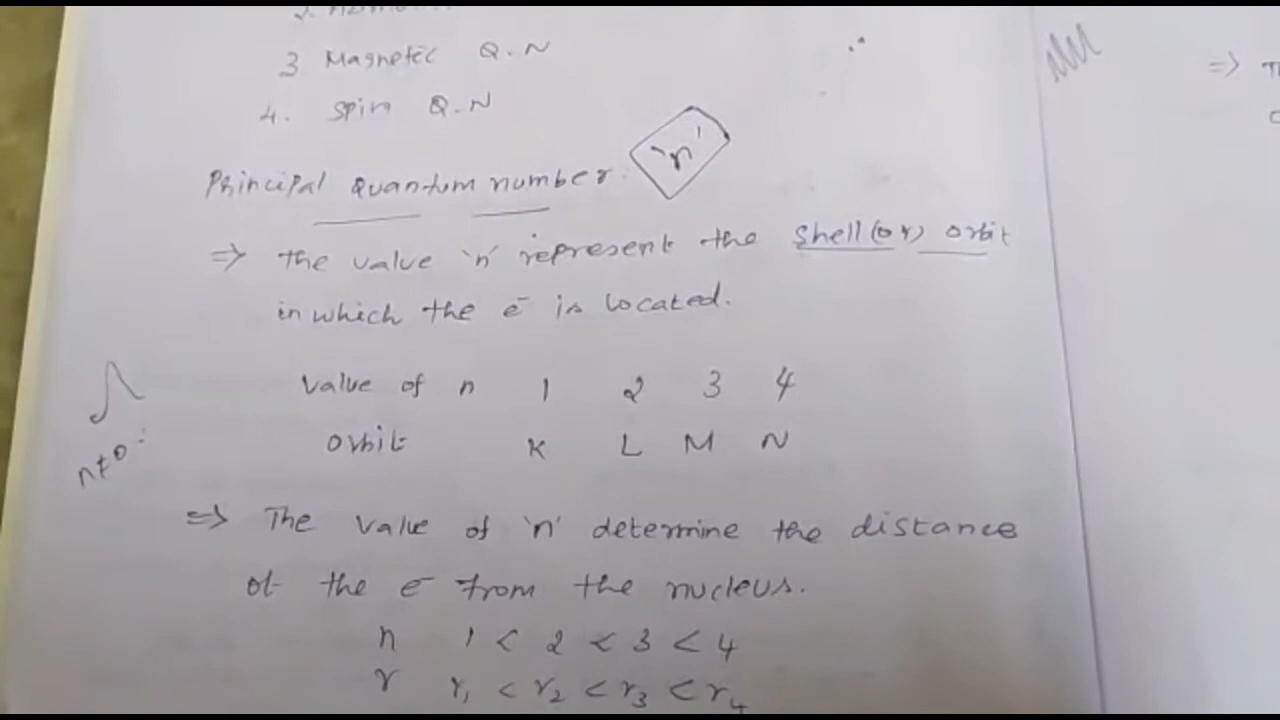 3 Magnetic Q.N
4. Spin Q.N
Principal Quantum number. 'n'
=> the value 'n' represent the shell (or) orbit
in which the e⁻ is located.
value of n 1 2 3 4
orbit K L M N
n≠0
=> The value of 'n' determine the distance
of the e⁻ from the nucleus.
n 1 < 2 < 3 < 4
r r₁ < r₂ < r₃ < r₄
=>